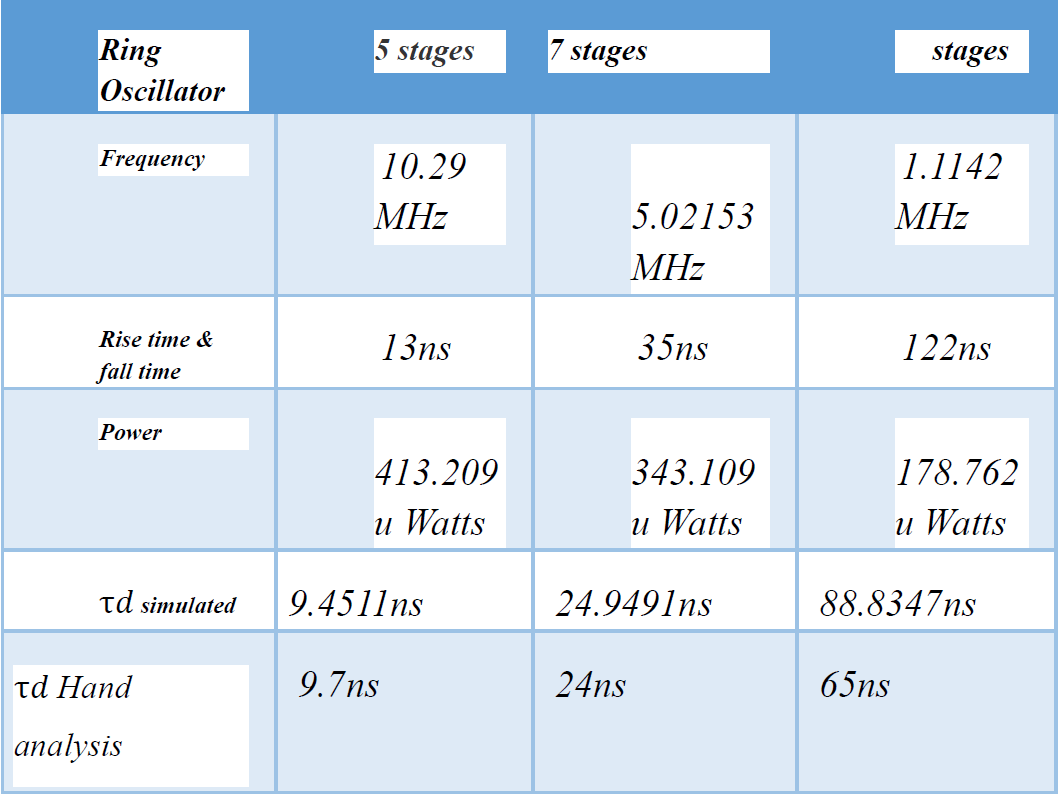 Ring 5 stages 7 stages stages
Oscillator
Frequency 10.29 1.1142
MHz 5.02153 MHz
MHz
Rise time & 13ns 35ns 122ns
fall time
Power
413.209 343.109 178.762
u Watts u Watts u Watts
τd simulated 9.4511ns 24.9491ns 88.8347ns
τd Hand 9.7ns 24ns 65ns
analysis